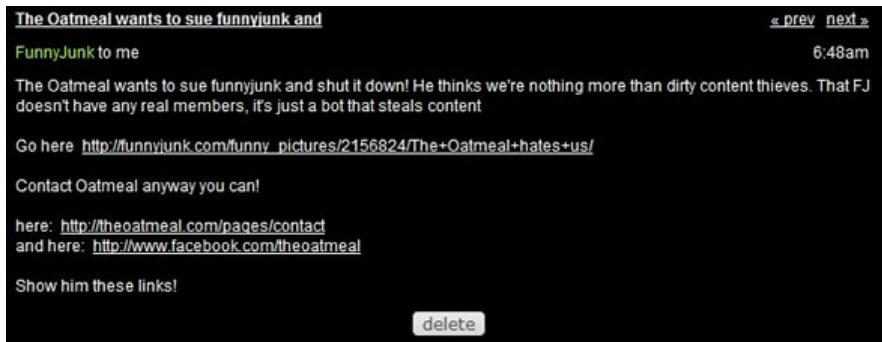 The Oatmeal wants to sue funnyjunk and « prev next »
FunnyJunk to me 6:48am
The Oatmeal wants to sue funnyjunk and shut it down! He thinks we're nothing more than dirty content thieves. That FJ
doesn't have any real members, it's just a bot that steals content
Go here http://funnyjunk.com/funny_pictures/2156824/The+Oatmeal+hates+us/
Contact Oatmeal anyway you can!
here: http://theoatmeal.com/pages/contact
and here: http://www.facebook.com/theoatmeal
Show him these links!
delete